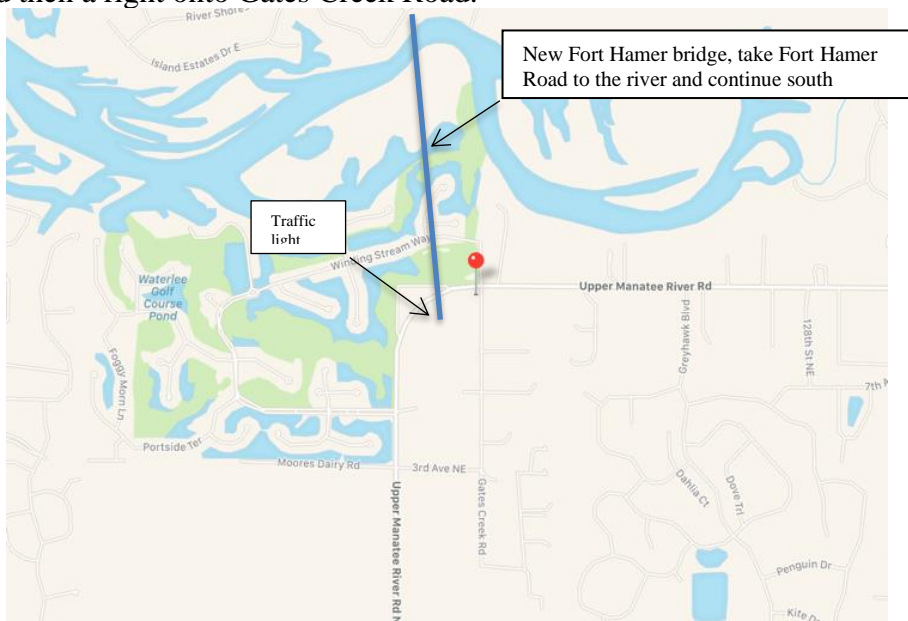 then a right onto Gates Creek Road.
River Shores
Island Estates Dr E
New Fort Hamer bridge, take Fort Hamer
Road to the river and continue south
Traffic
light
Winding Stream Way
Waterlee
Golf
Course
Pond
Upper Manatee River Rd
Greyhawk Blvd
128th St NE
Foggy Morn Ln
7th A
Portside Ter
Moores Dairy Rd
3rd Ave NE
Gates Creek Rd
Upper Manatee River Rd N
Dahlia Ct
Dove Trl
Penguin Dr
Kite D